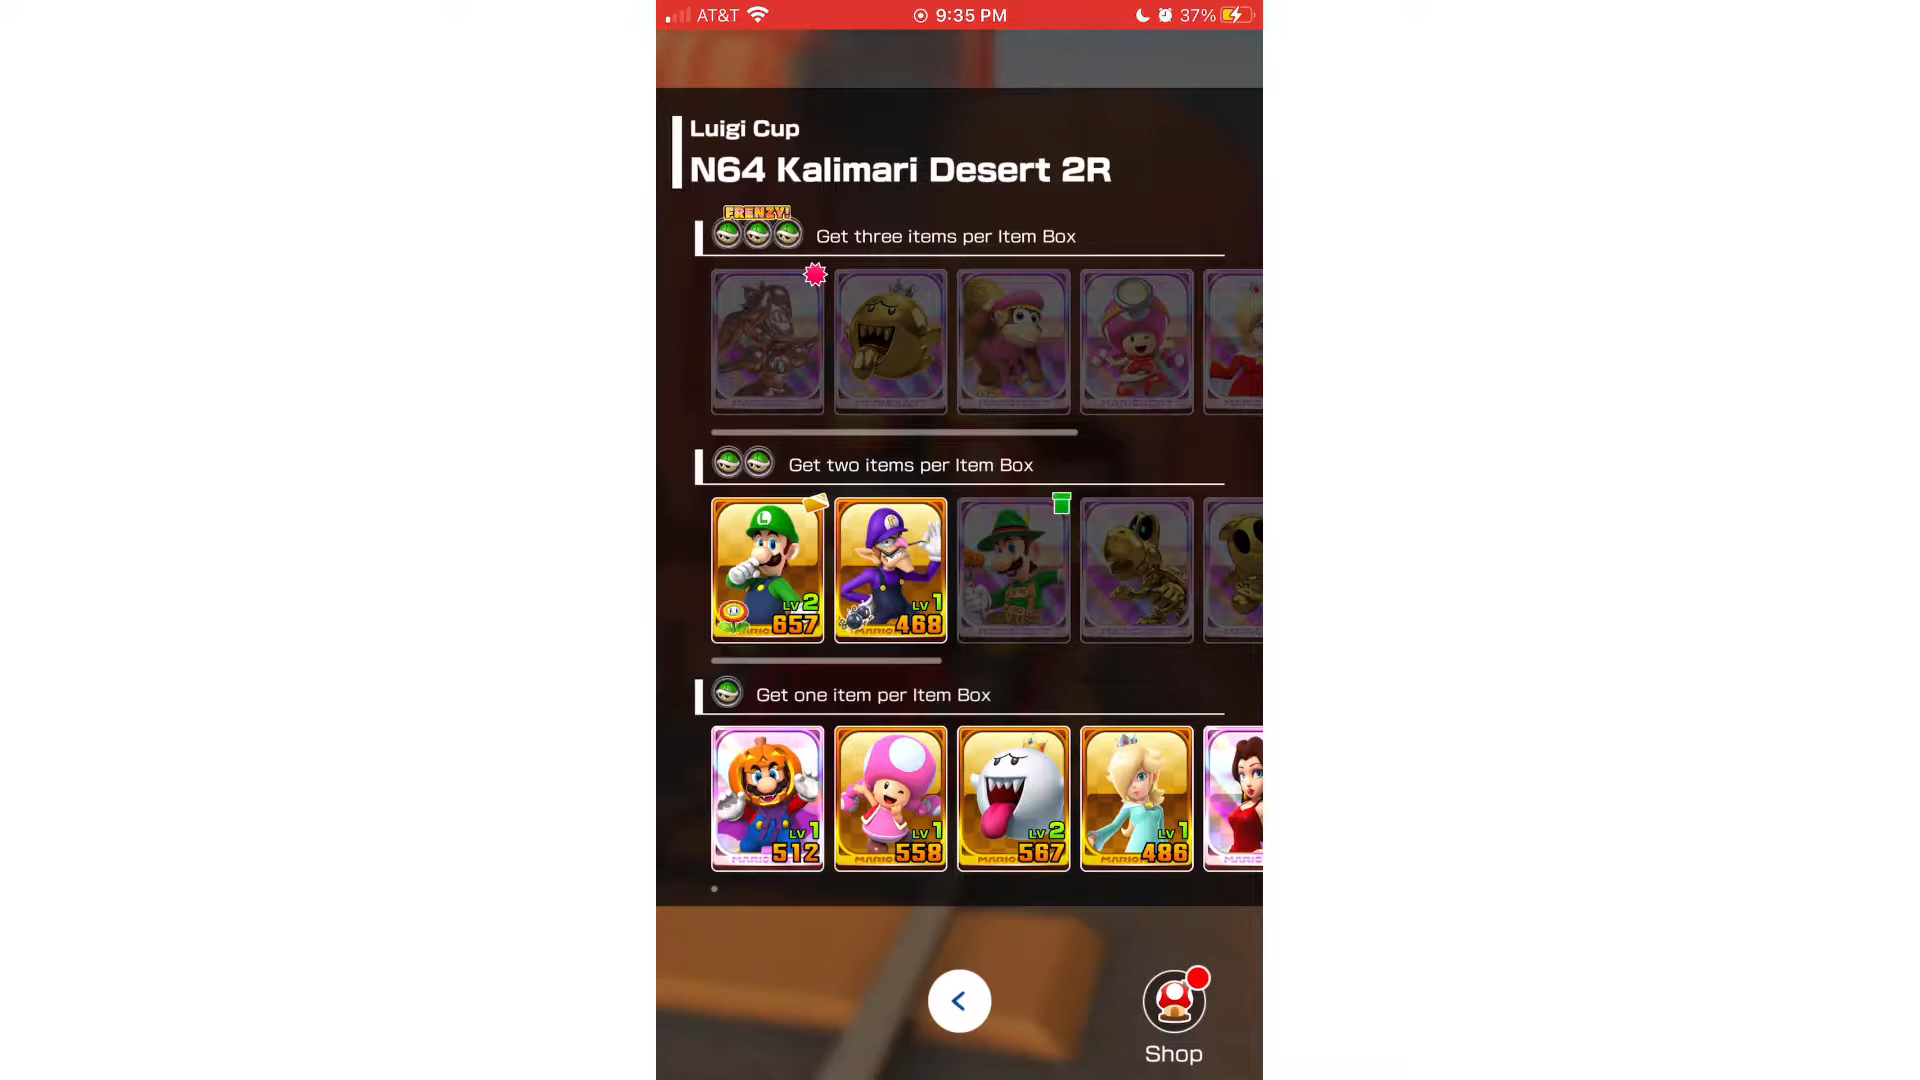 AT&T 9:35 PM 37%
Luigi Cup
N64 Kalimari Desert 2R
FRENZY!
Get three items per Item Box
Get two items per Item Box
LV 2 LV 1
657 468
Get one item per Item Box
LV 1 LV 1 LV 2 LV 1
512 558 567 486
Shop